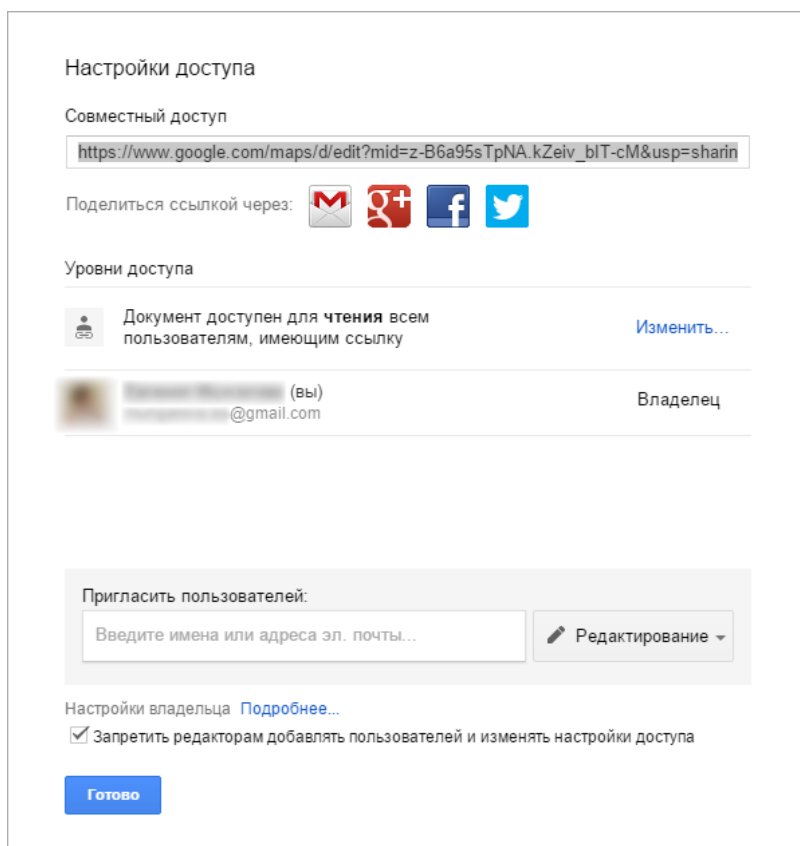 Настройки доступа
Совместный доступ
https://www.google.com/maps/d/edit?mid=z-B6a95sTpNA.kZeiv_bIT-cM&usp=sharin
Поделиться ссылкой через:
Уровни доступа
Документ доступен для чтения всем
пользователям, имеющим ссылку
Изменить...
(вы)
@gmail.com
Владелец
Пригласить пользователей:
Введите имена или адреса эл. почты...
Редактирование
Настройки владельца Подробнее...
Запретить редакторам добавлять пользователей и изменять настройки доступа
Готово